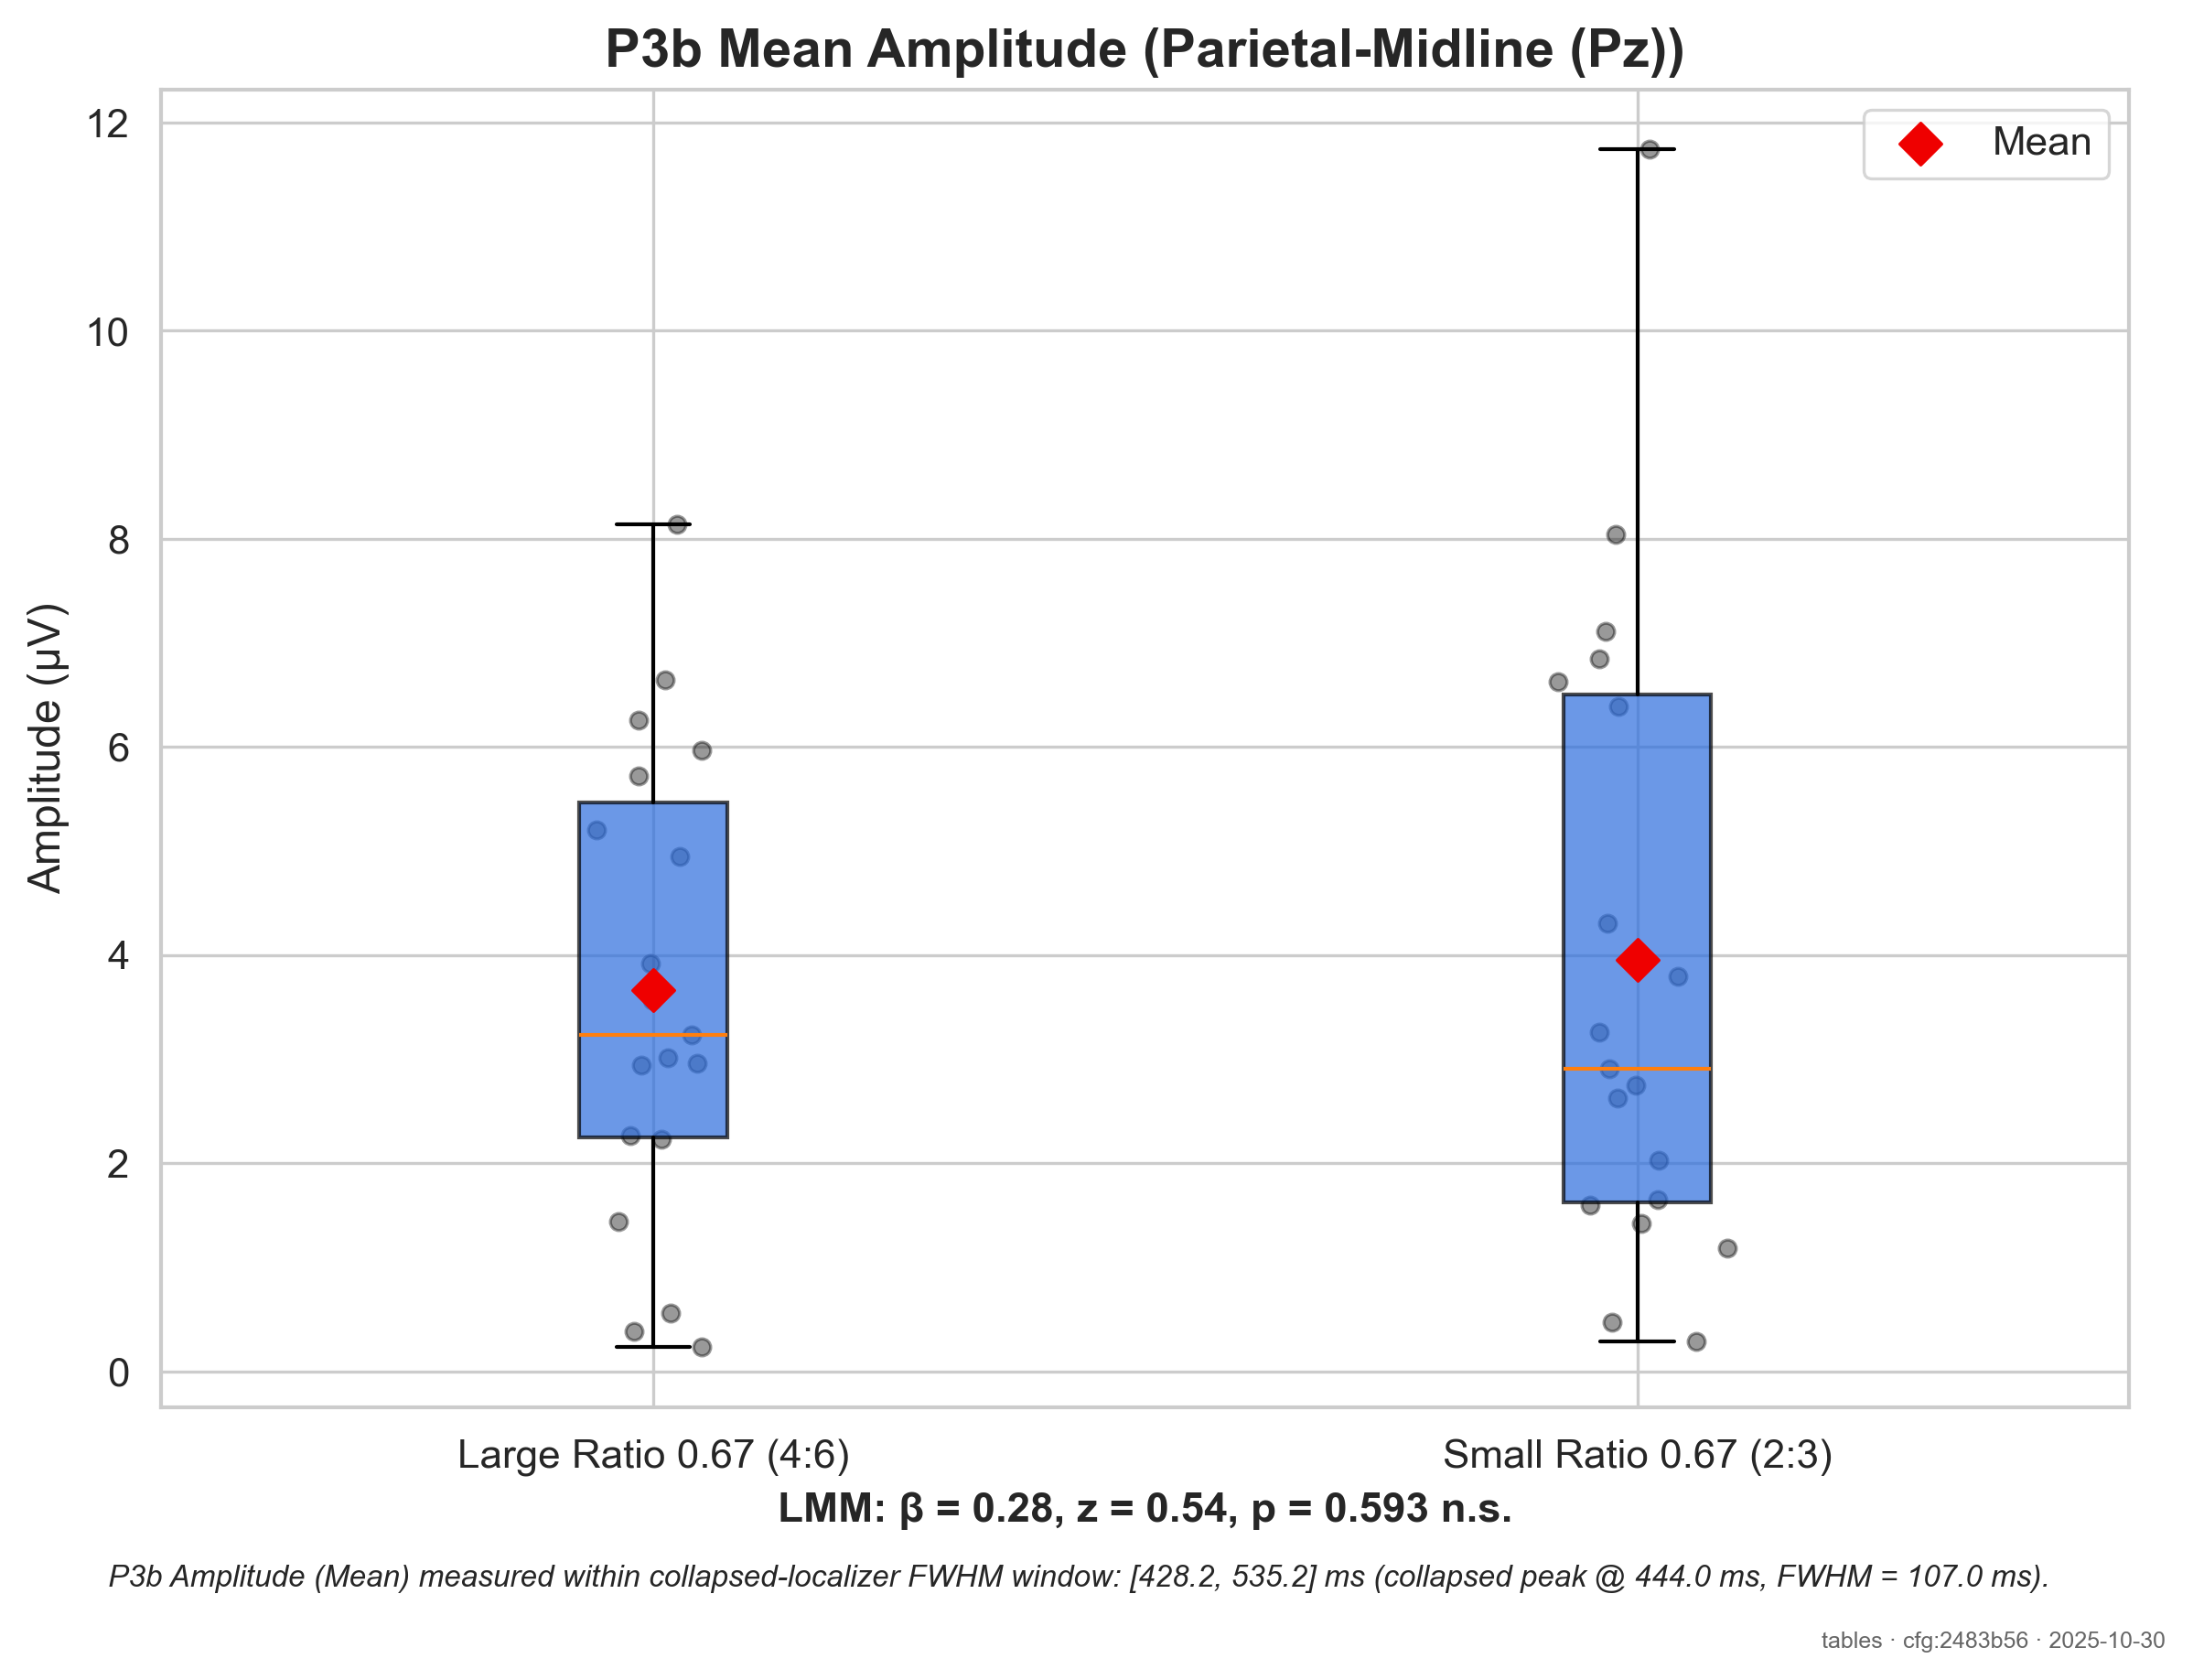 P3b Mean Amplitude (Parietal-Midline (Pz))
Mean
12
10
8
6
4
2
0
Amplitude (µV)
Large Ratio 0.67 (4:6)
Small Ratio 0.67 (2:3)
LMM: β = 0.28, z = 0.54, p = 0.593 n.s.
P3b Amplitude (Mean) measured within collapsed-localizer FWHM window: [428.2, 535.2] ms (collapsed peak @ 444.0 ms, FWHM = 107.0 ms).
tables · cfg:2483b56 · 2025-10-30